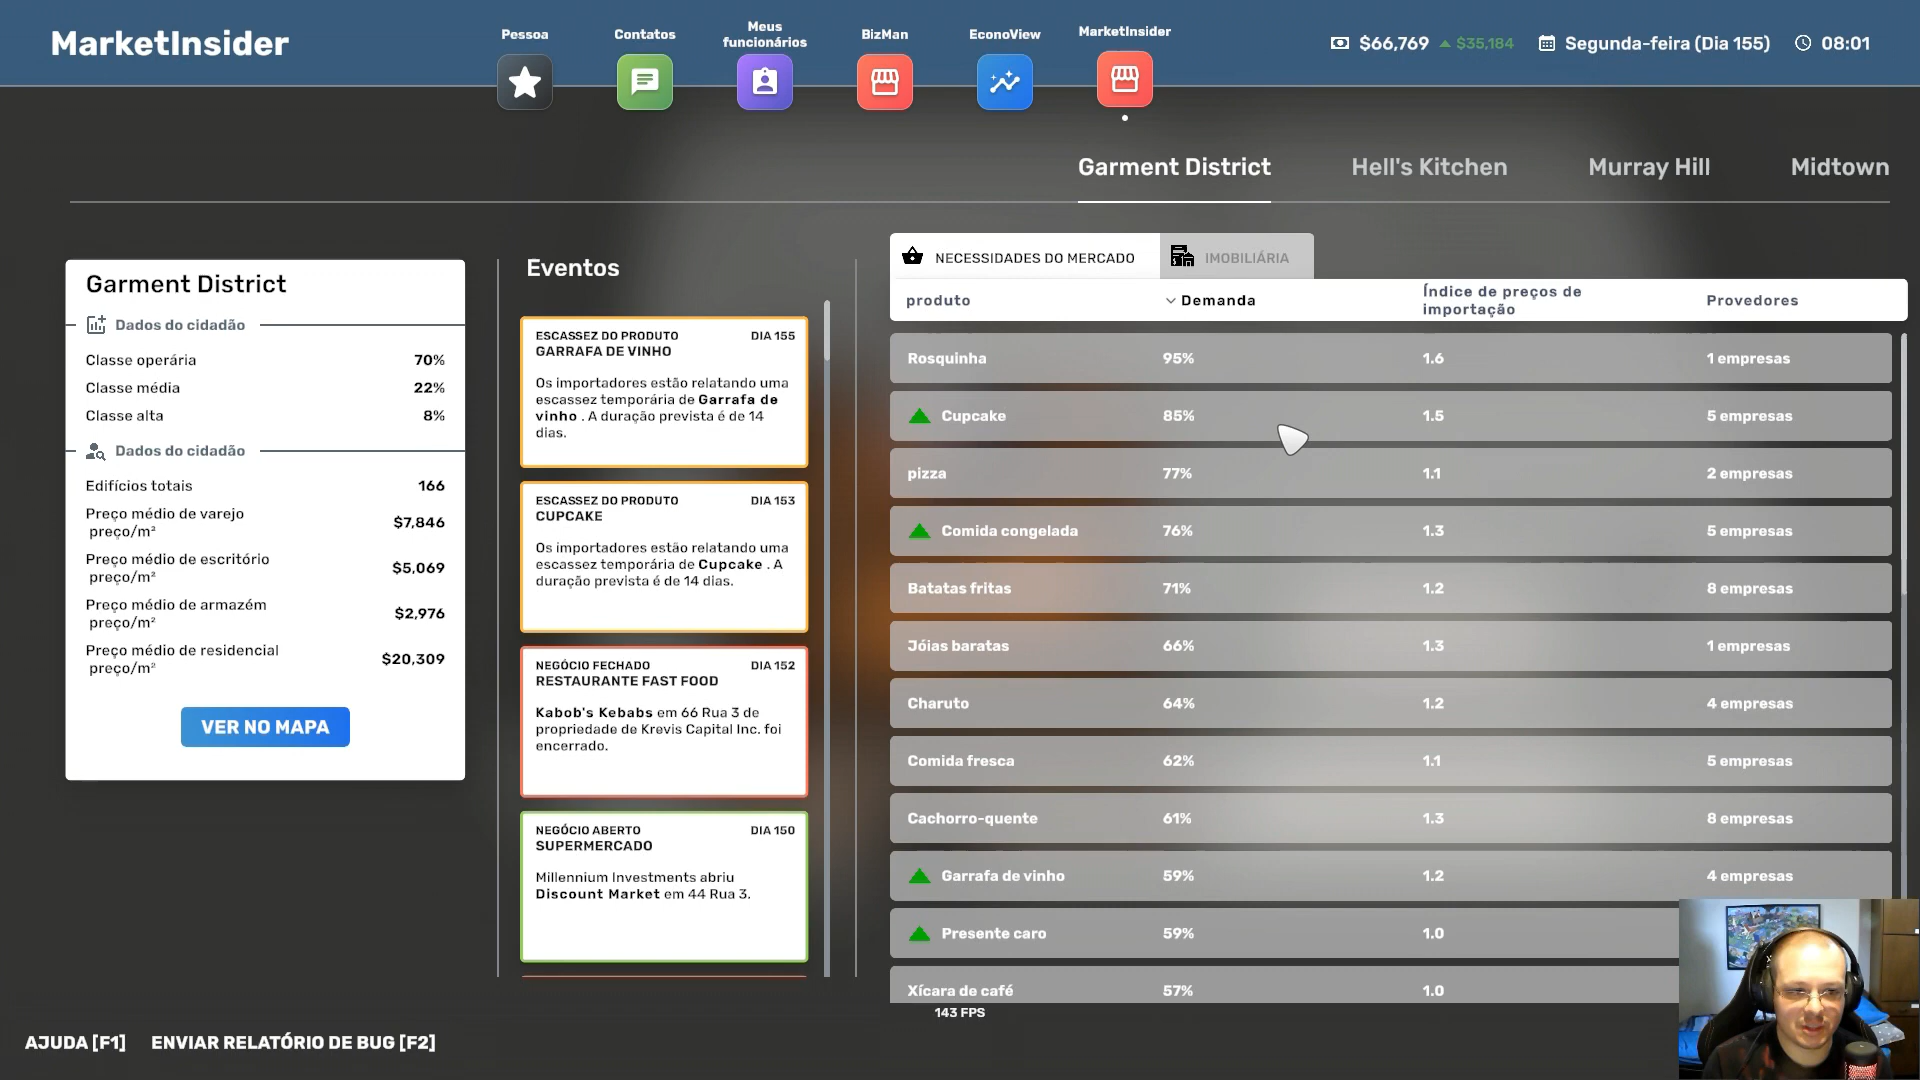 MarketInsider
Pessoa
Contatos
Meus
funcionários
BizMan
EconoView
MarketInsider
$66,769
$35,184
Segunda-feira (Dia 155)
08:01
Garment District
Hell's Kitchen
Murray Hill
Midtown
Garment District
Dados do cidadão
Classe operária 70%
Classe média 22%
Classe alta 8%
Dados do cidadão
Edifícios totais 166
Preço médio de varejo
preço/m² $7,846
Preço médio de escritório
preço/m² $5,069
Preço médio de armazém
preço/m² $2,976
Preço médio de residencial
preço/m² $20,309
VER NO MAPA
Eventos
ESCASSEZ DO PRODUTO DIA 155
GARRAFA DE VINHO
Os importadores estão relatando uma
escassez temporária de Garrafa de
vinho . A duração prevista é de 14
dias.
ESCASSEZ DO PRODUTO DIA 153
CUPCAKE
Os importadores estão relatando uma
escassez temporária de Cupcake . A
duração prevista é de 14 dias.
NEGÓCIO FECHADO DIA 152
RESTAURANTE FAST FOOD
Kabob's Kebabs em 66 Rua 3 de
propriedade de Krevis Capital Inc. foi
encerrado.
NEGÓCIO ABERTO DIA 150
SUPERMERCADO
Millennium Investments abriu
Discount Market em 44 Rua 3.
NECESSIDADES DO MERCADO
IMOBILIÁRIA
produto Demanda Índice de preços de
importação Provedores
Rosquinha 95% 1.6 1 empresas
Cupcake 85% 1.5 5 empresas
pizza 77% 1.1 2 empresas
Comida congelada 76% 1.3 5 empresas
Batatas fritas 71% 1.2 8 empresas
Jóias baratas 66% 1.3 1 empresas
Charuto 64% 1.2 4 empresas
Comida fresca 62% 1.1 5 empresas
Cachorro-quente 61% 1.3 8 empresas
Garrafa de vinho 59% 1.2 4 empresas
Presente caro 59% 1.0
Xícara de café 57% 1.0
143 FPS
AJUDA [F1]
ENVIAR RELATÓRIO DE BUG [F2]